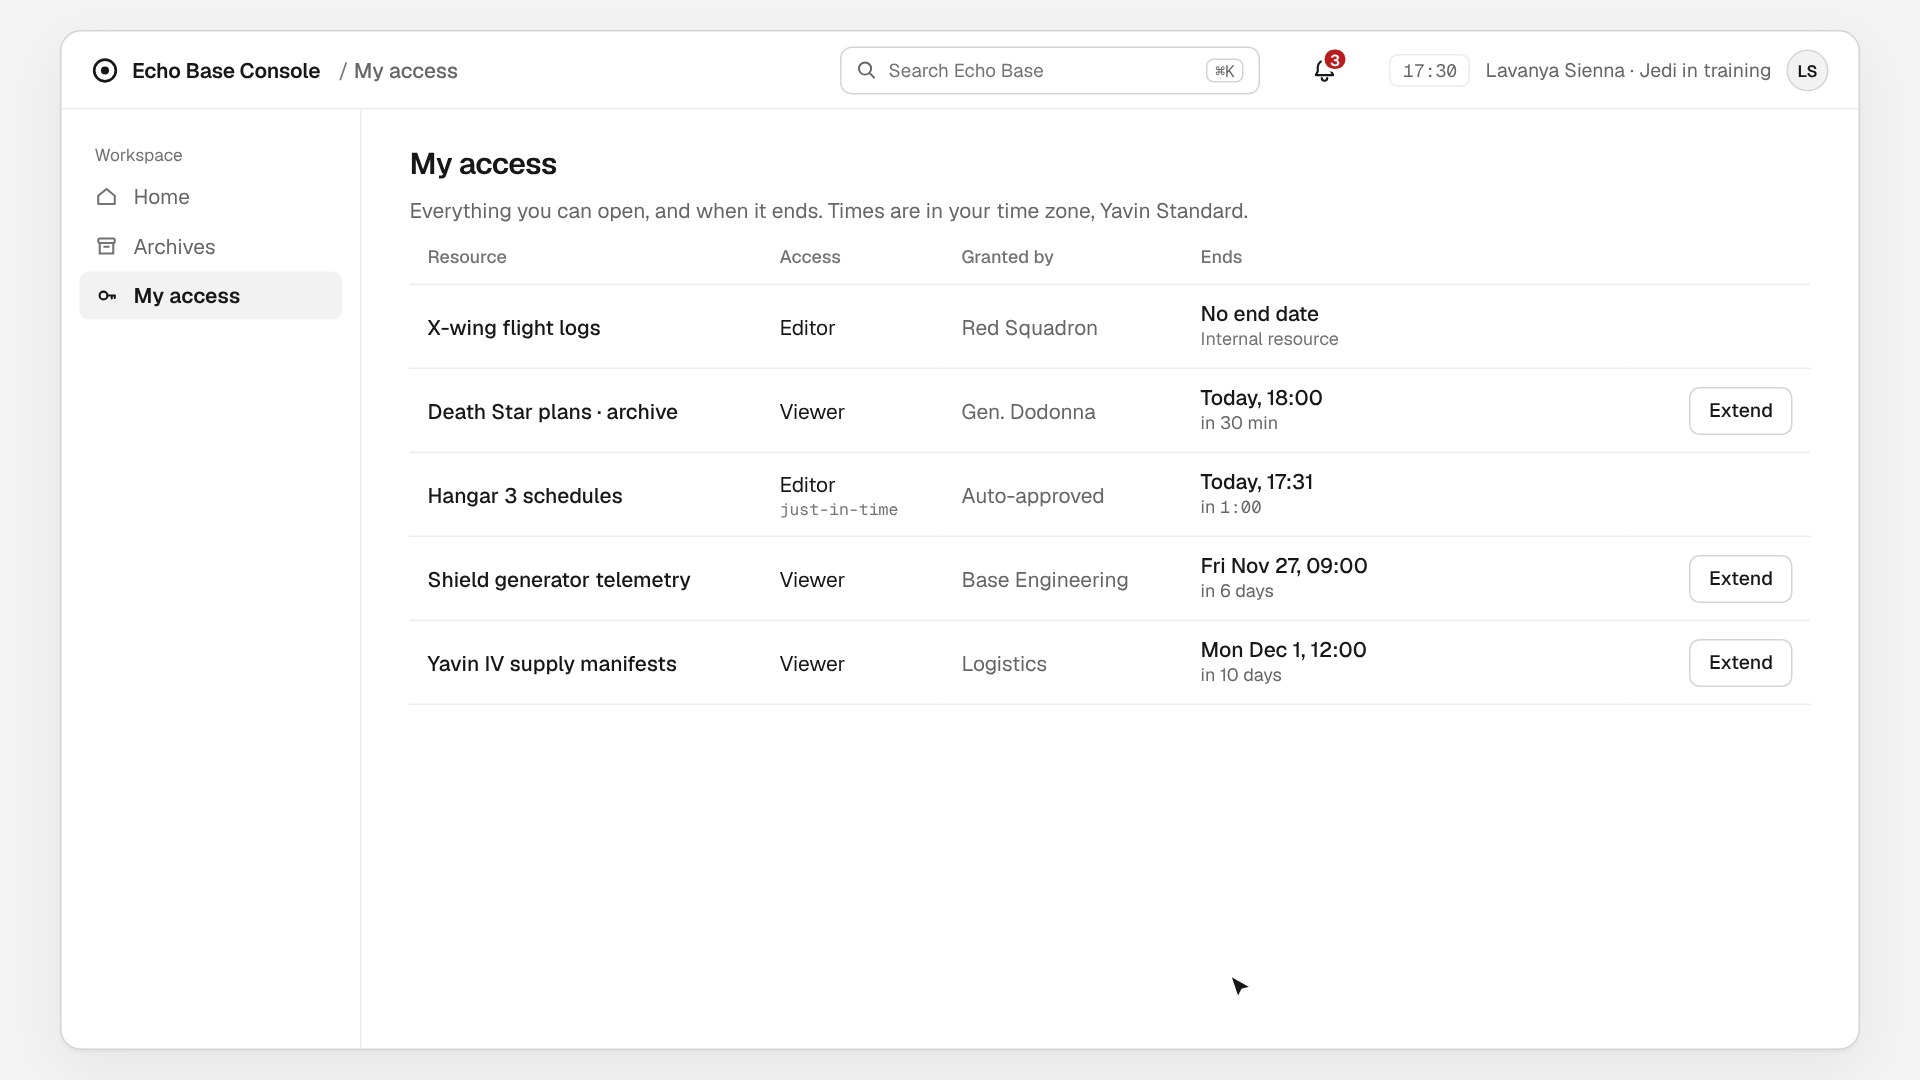 Echo Base Console / My access
Search Echo Base ⌘K
3
17:30
Lavanya Sienna · Jedi in training
LS
Workspace
Home
Archives
My access
My access
Everything you can open, and when it ends. Times are in your time zone, Yavin Standard.
Resource Access Granted by Ends
X-wing flight logs Editor Red Squadron No end date
Internal resource
Death Star plans · archive Viewer Gen. Dodonna Today, 18:00
in 30 min
Extend
Hangar 3 schedules Editor
just-in-time
Auto-approved Today, 17:31
in 1:00
Shield generator telemetry Viewer Base Engineering Fri Nov 27, 09:00
in 6 days
Extend
Yavin IV supply manifests Viewer Logistics Mon Dec 1, 12:00
in 10 days
Extend